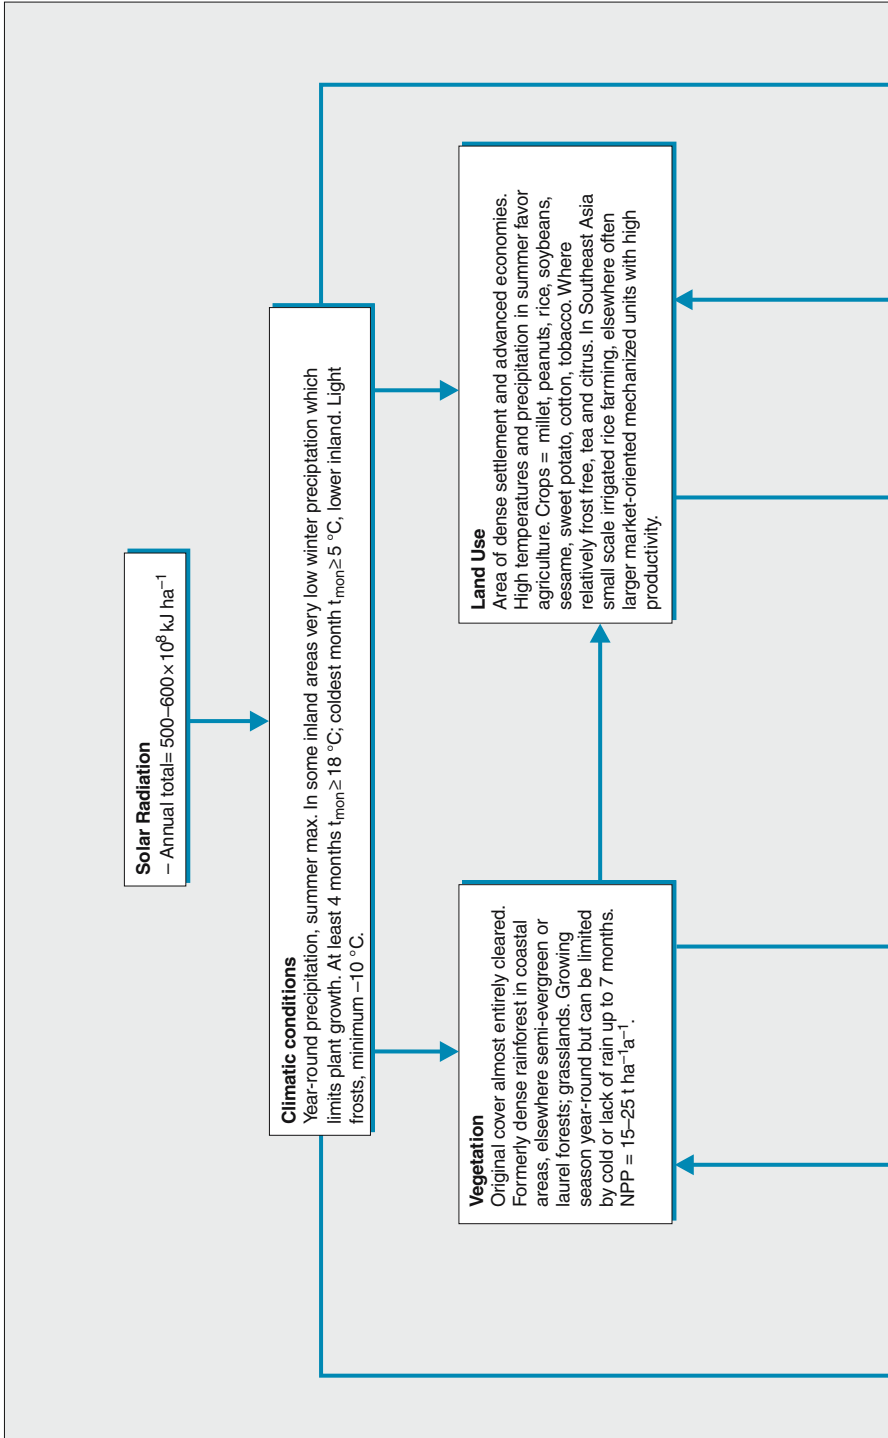 Solar Radiation
– Annual total= 500–600×10⁸ kJ ha⁻¹
Climatic conditions
Year-round precipitation, summer max. In some inland areas very low winter preciptation which
limits plant growth. At least 4 months tₘₒₙ≥ 18 °C; coldest month tₘₒₙ≥ 5 °C, lower inland. Light
frosts, minimum –10 °C.
Vegetation
Original cover almost entirely cleared.
Formerly dense rainforest in coastal
areas, elsewhere semi-evergreen or
laurel forests; grasslands. Growing
season year-round but can be limited
by cold or lack of rain up to 7 months.
NPP = 15–25 t ha⁻¹a⁻¹.
Land Use
Area of dense settlement and advanced economies.
High temperatures and precipitation in summer favor
agriculture. Crops = millet, peanuts, rice, soybeans,
sesame, sweet potato, cotton, tobacco. Where
relatively frost free, tea and citrus. In Southeast Asia
small scale irrigated rice farming, elsewhere often
larger market-oriented mechanized units with high
productivity.